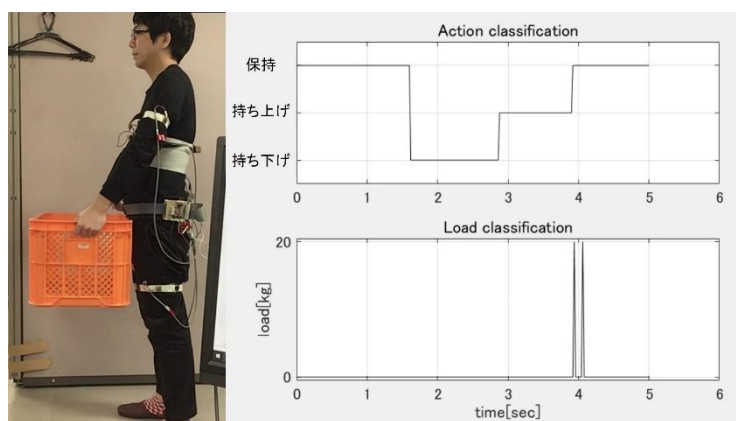 Action classification
保持
持ち上げ
持ち下げ
0 1 2 3 4 5 6
Load classification
20
load[kg]
0
0 1 2 3 4 5 6
time[sec]